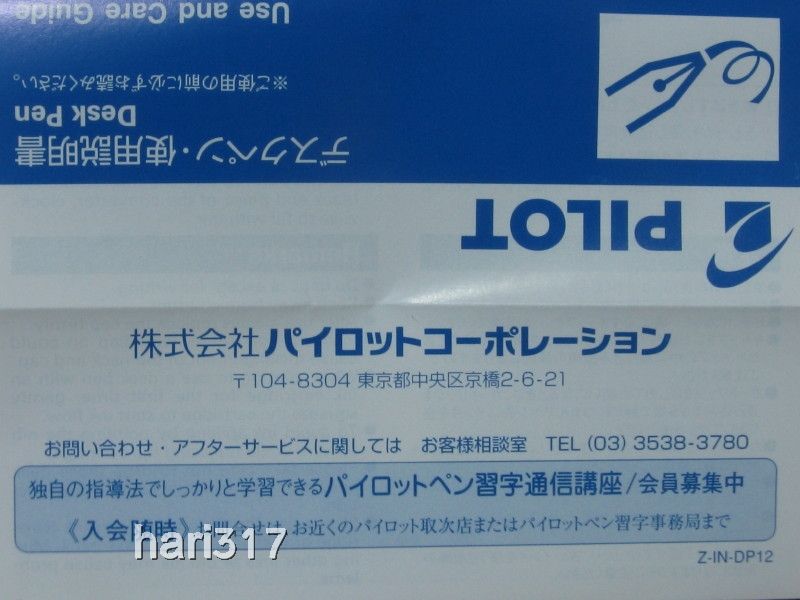 Use and Care Guide
※ご使用の前に必ずお読みください。
Desk Pen
デスクペン・使用説明書
PILOT
株式会社パイロットコーポレーション
〒104-8304 東京都中央区京橋2-6-21
お問い合わせ・アフターサービスに関しては お客様相談室 TEL (03) 3538-3780
独自の指導法でしっかりと学習できるパイロットペン習字通信講座/会員募集中
《入会随時》お問合せは、お近くのパイロット取次店またはパイロットペン習字事務局まで
hari317
Z-IN-DP12